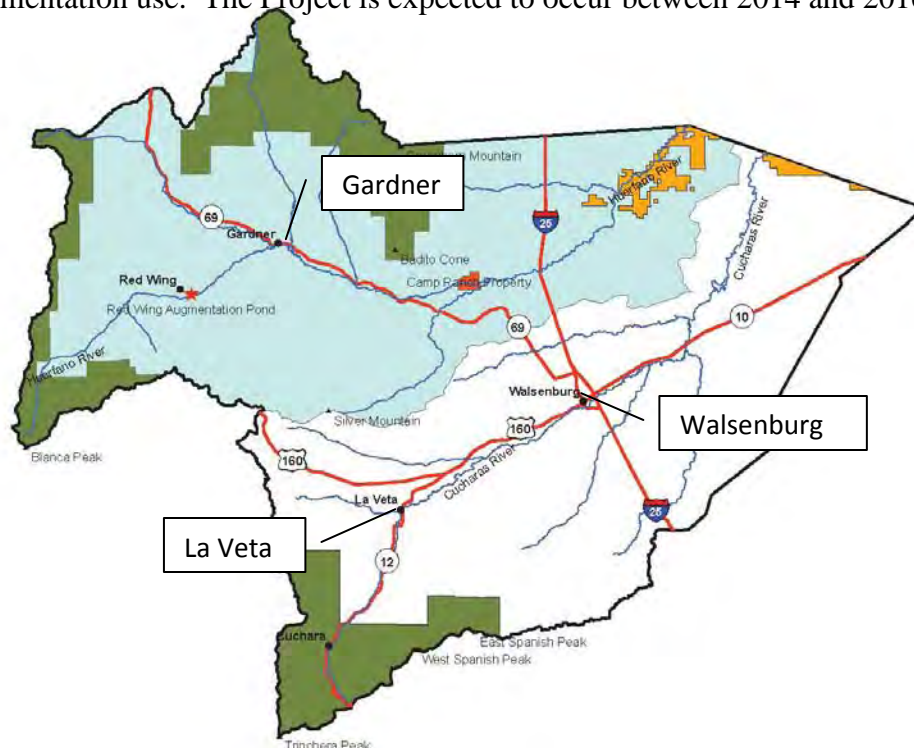 mentation use. The Project is expected to occur between 2014 and 2016
Mountain
Huerfano River
Gardner
69
25
Cucharas River
Gardner
Badito Cone
Red Wing
Camp Ranch Property
Red Wing Augmentation Pond
10
69
Huerfano River
Walsenburg
Silver Mountain
160
Walsenburg
Blanca Peak
160
Cucharas River
La Veta
25
La Veta
12
Cuchara
East Spanish Peak
West Spanish Peak
Trinchera Peak